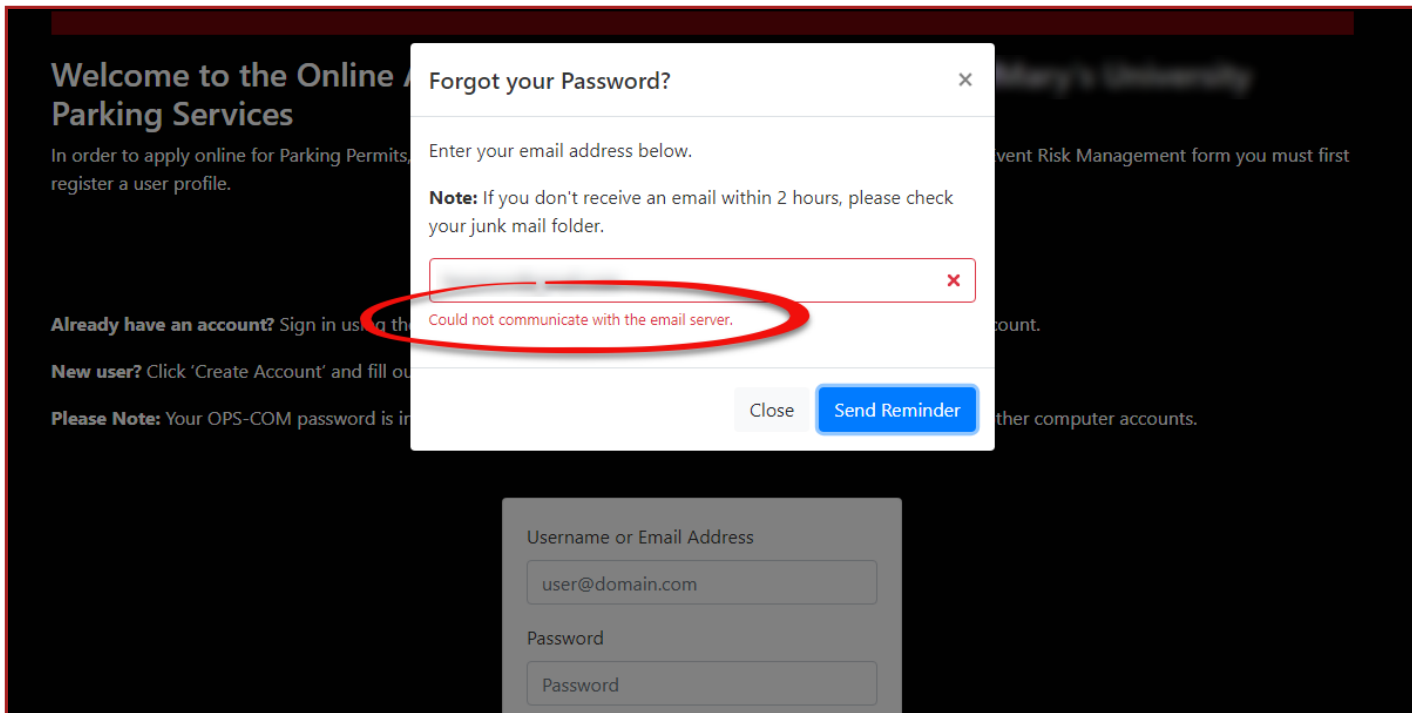 Welcome to the Online
Parking Services
In order to apply online for Parking Permits, vent Risk Management form you must first
register a user profile.
Forgot your Password?
×
Enter your email address below.
Note: If you don't receive an email within 2 hours, please check
your junk mail folder.
Could not communicate with the email server.
Close Send Reminder
Already have an account? Sign in using the ount.
New user? Click ‘Create Account’ and fill ou
Please Note: Your OPS-COM password is in ther computer accounts.
Username or Email Address
user@domain.com
Password
Password